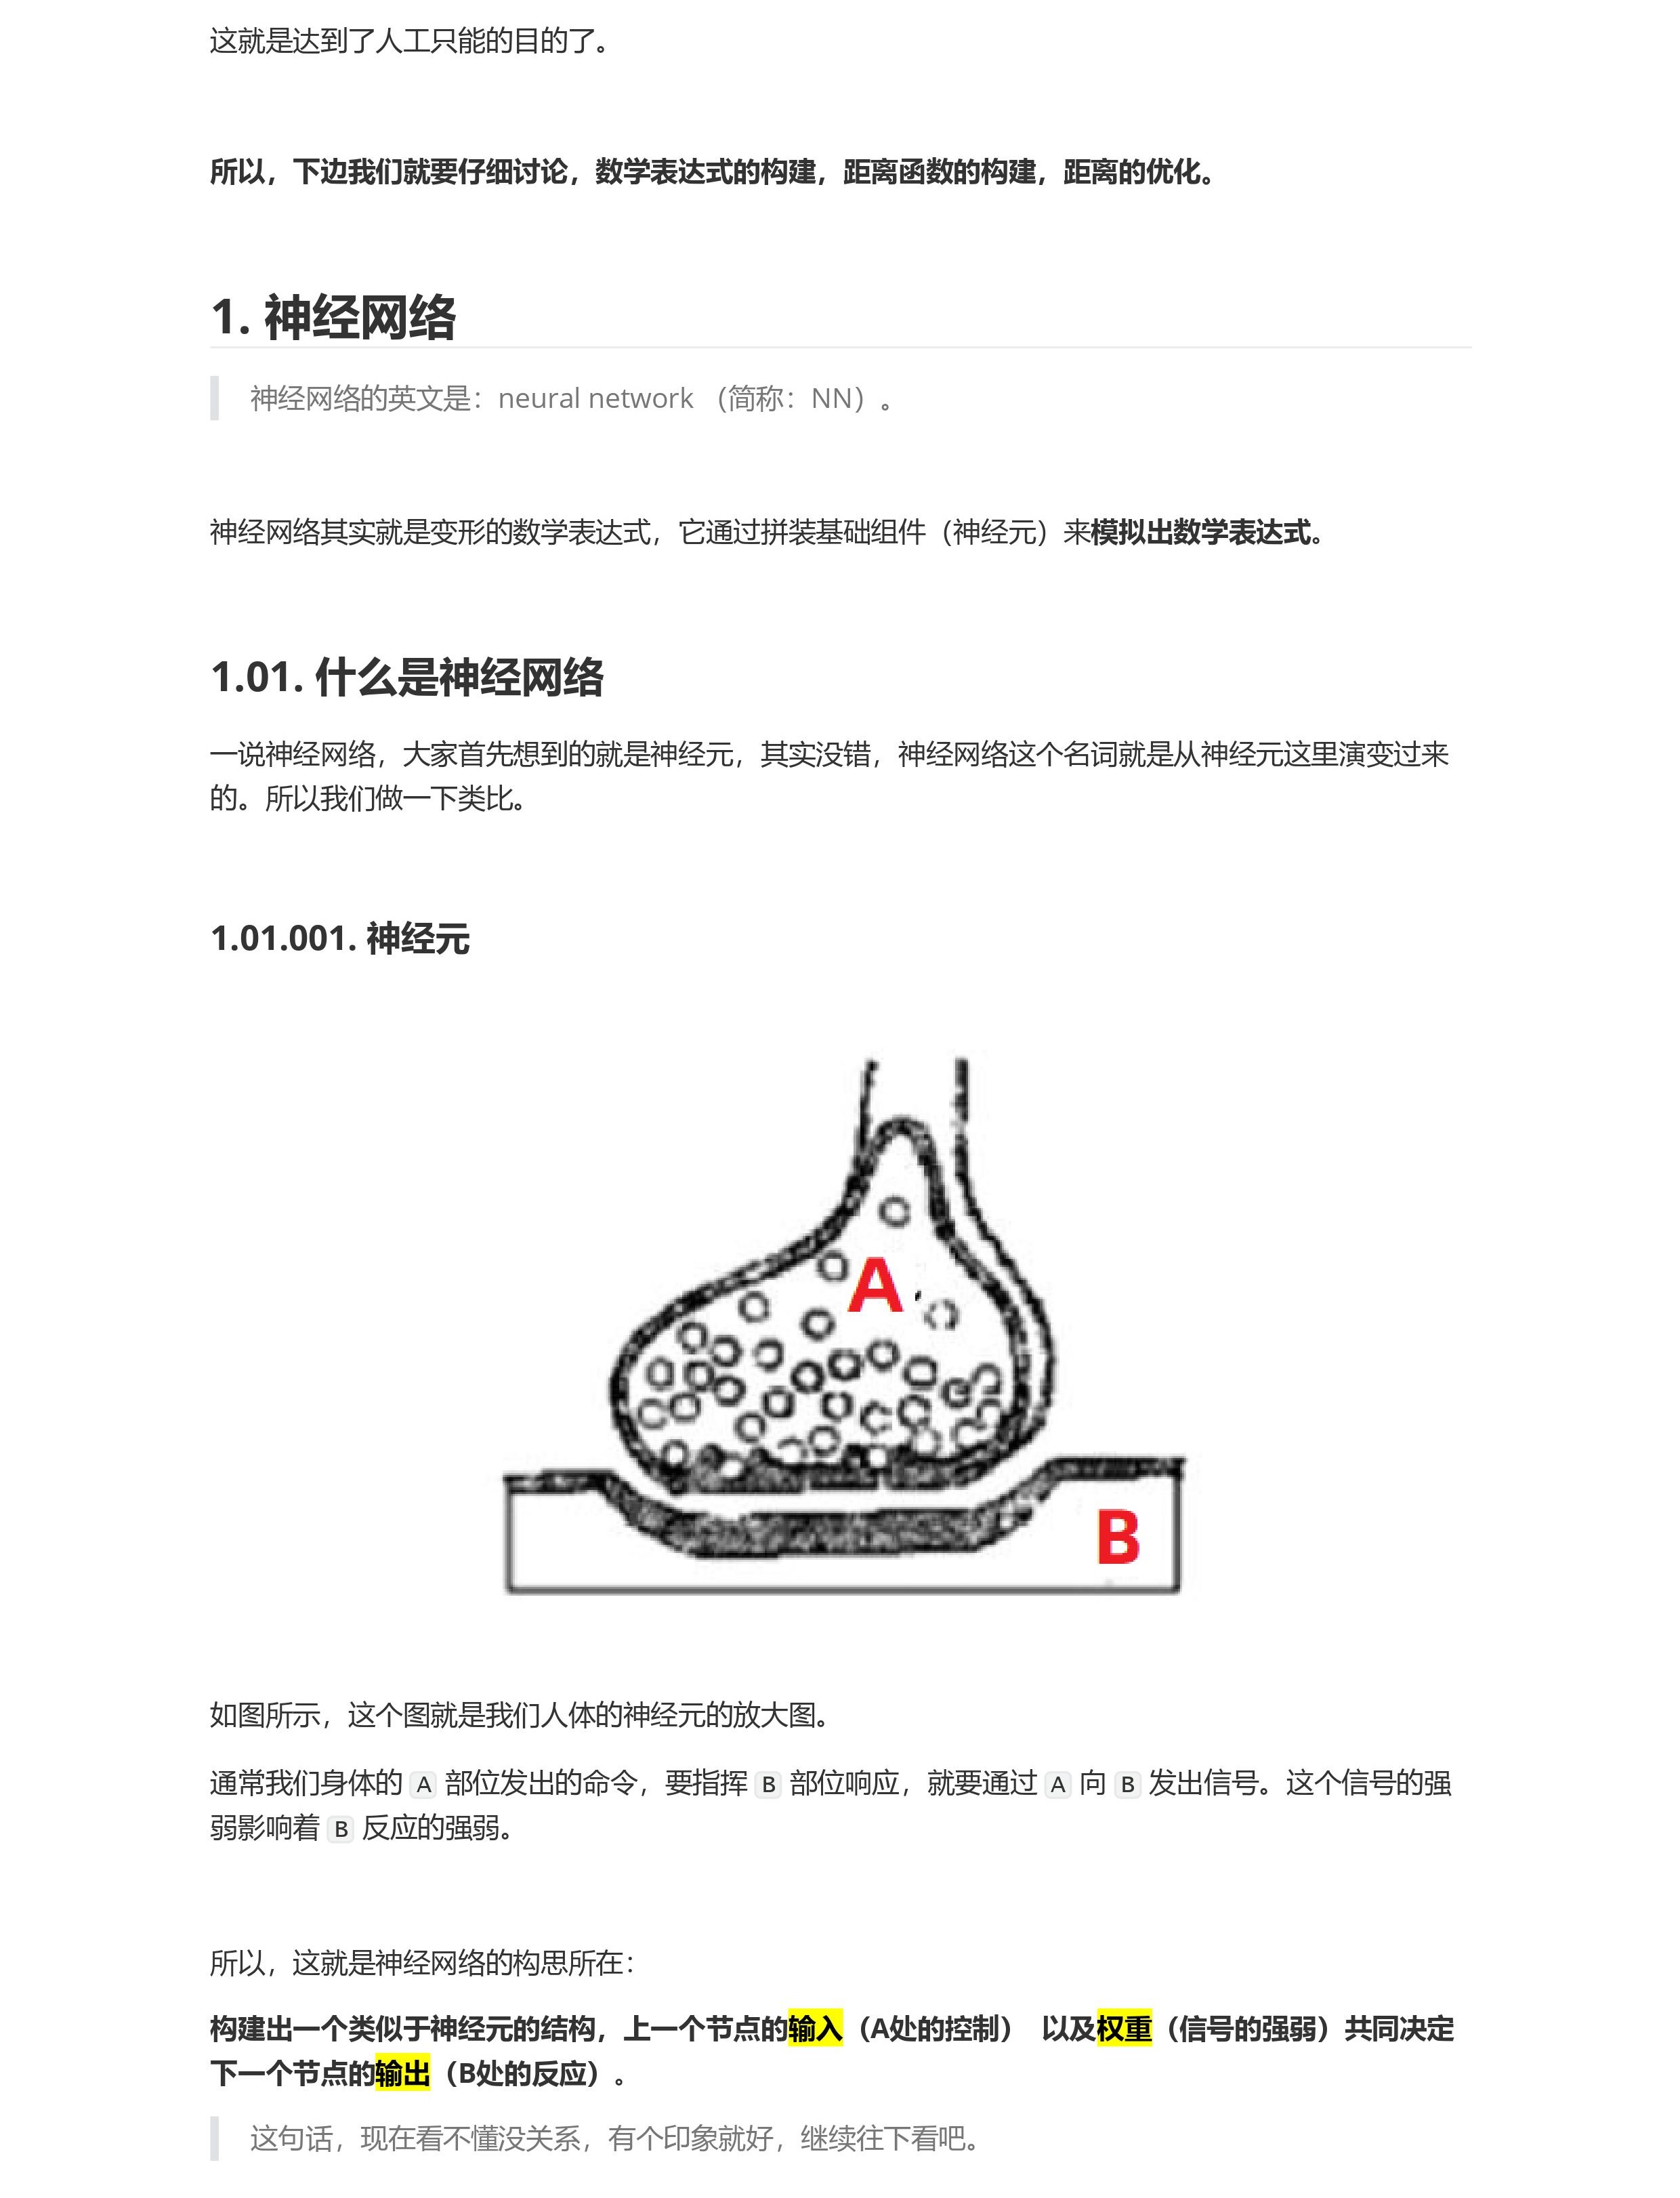 这就是达到了人工只能的目的了。
所以，下边我们就要仔细讨论，数学表达式的构建，距离函数的构建，距离的优化。
1. 神经网络
神经网络的英文是：neural network （简称：NN）。
神经网络其实就是变形的数学表达式，它通过拼装基础组件（神经元）来模拟出数学表达式。
1.01. 什么是神经网络
一说神经网络，大家首先想到的就是神经元，其实没错，神经网络这个名词就是从神经元这里演变过来
的。所以我们做一下类比。
1.01.001. 神经元
A
B
如图所示，这个图就是我们人体的神经元的放大图。
通常我们身体的 A 部位发出的命令，要指挥 B 部位响应，就要通过 A 向 B 发出信号。这个信号的强
弱影响着 B 反应的强弱。
所以，这就是神经网络的构思所在：
构建出一个类似于神经元的结构，上一个节点的输入（A处的控制） 以及权重（信号的强弱）共同决定
下一个节点的输出（B处的反应）。
这句话，现在看不懂没关系，有个印象就好，继续往下看吧。